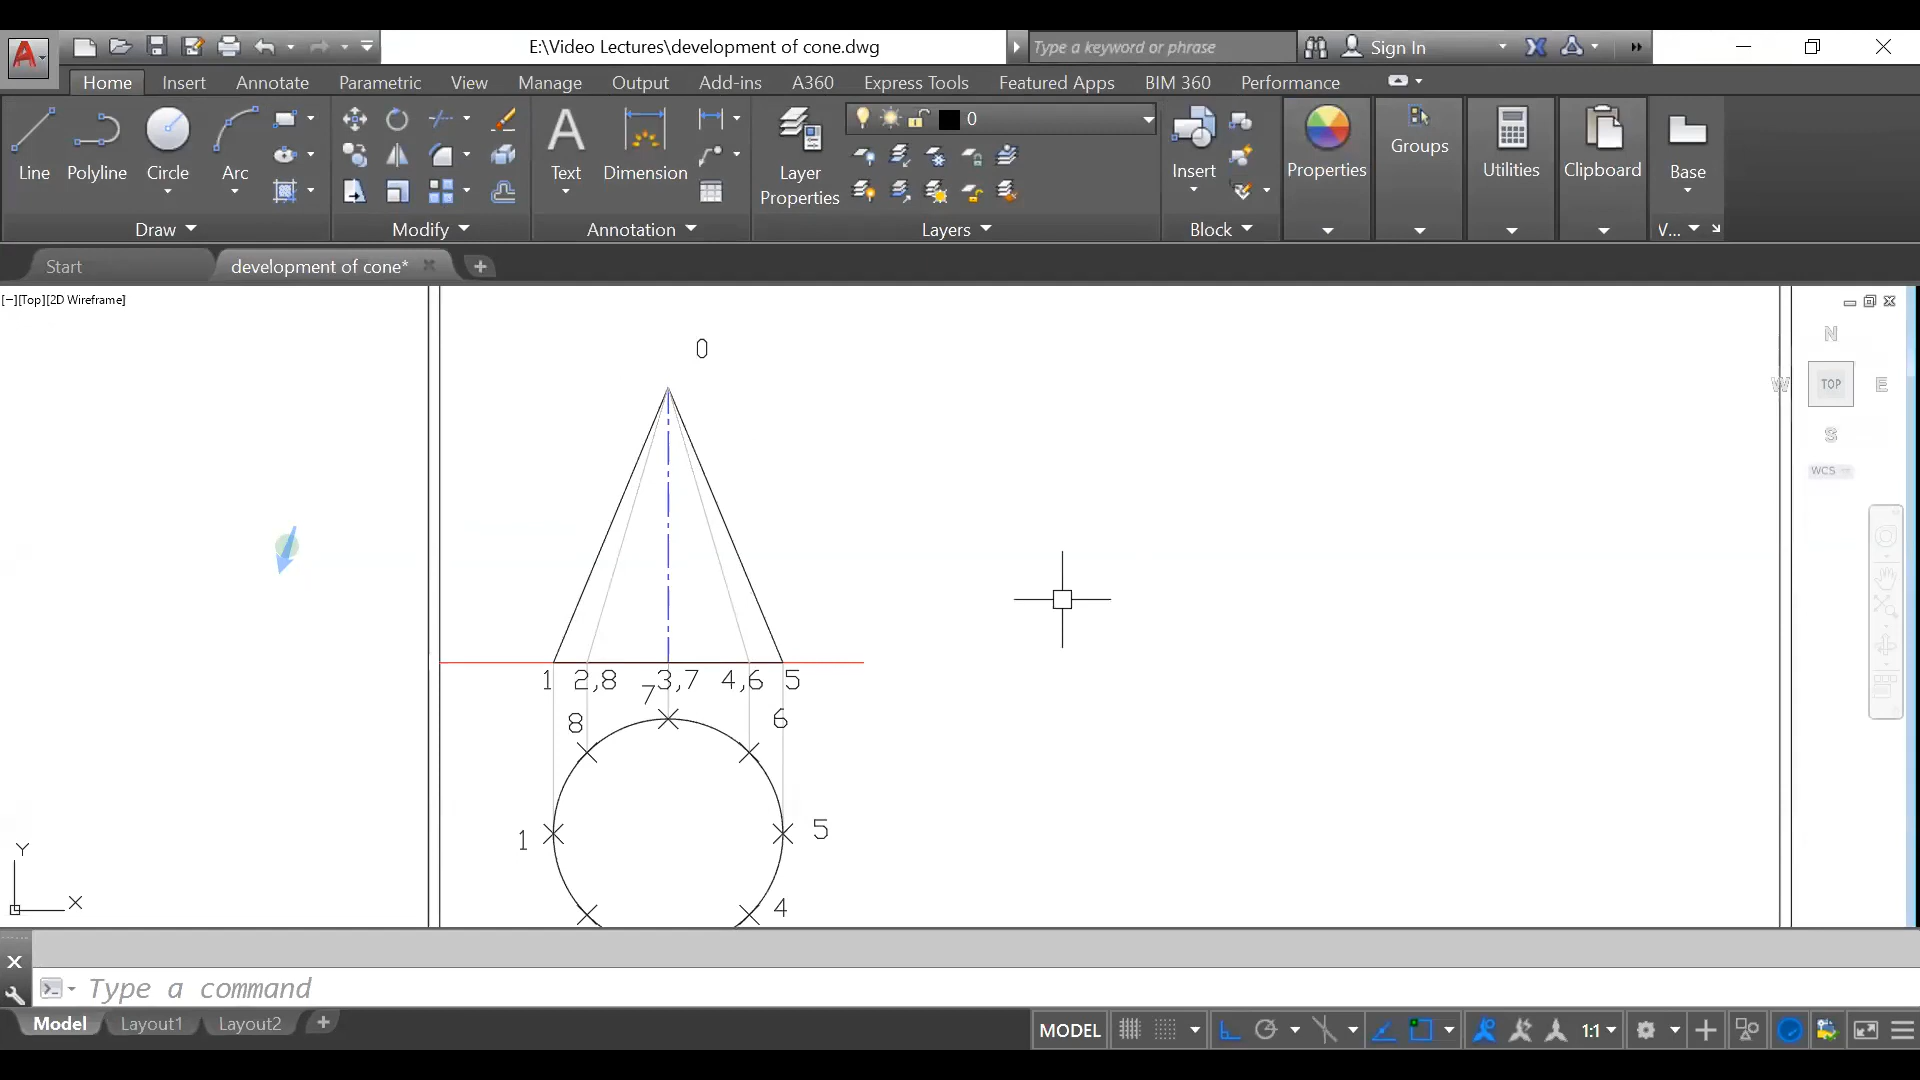 E:\Video Lectures\development of cone.dwg
Type a keyword or phrase
Sign In
Home Insert Annotate Parametric View Manage Output Add-ins A360 Express Tools Featured Apps BIM 360 Performance
0
Line Polyline Circle Arc
Text Dimension
Layer Properties
Insert
Properties
Groups
Utilities
Clipboard
Base
Draw Modify Annotation Layers Block V...
Start development of cone*
[−][Top][2D Wireframe]
N
W TOP E
S
WCS
0
1 2,8 3,7 4,6 5
7
8 6
1 5
4
Y
X
Type a command
Model Layout1 Layout2
MODEL 1:1